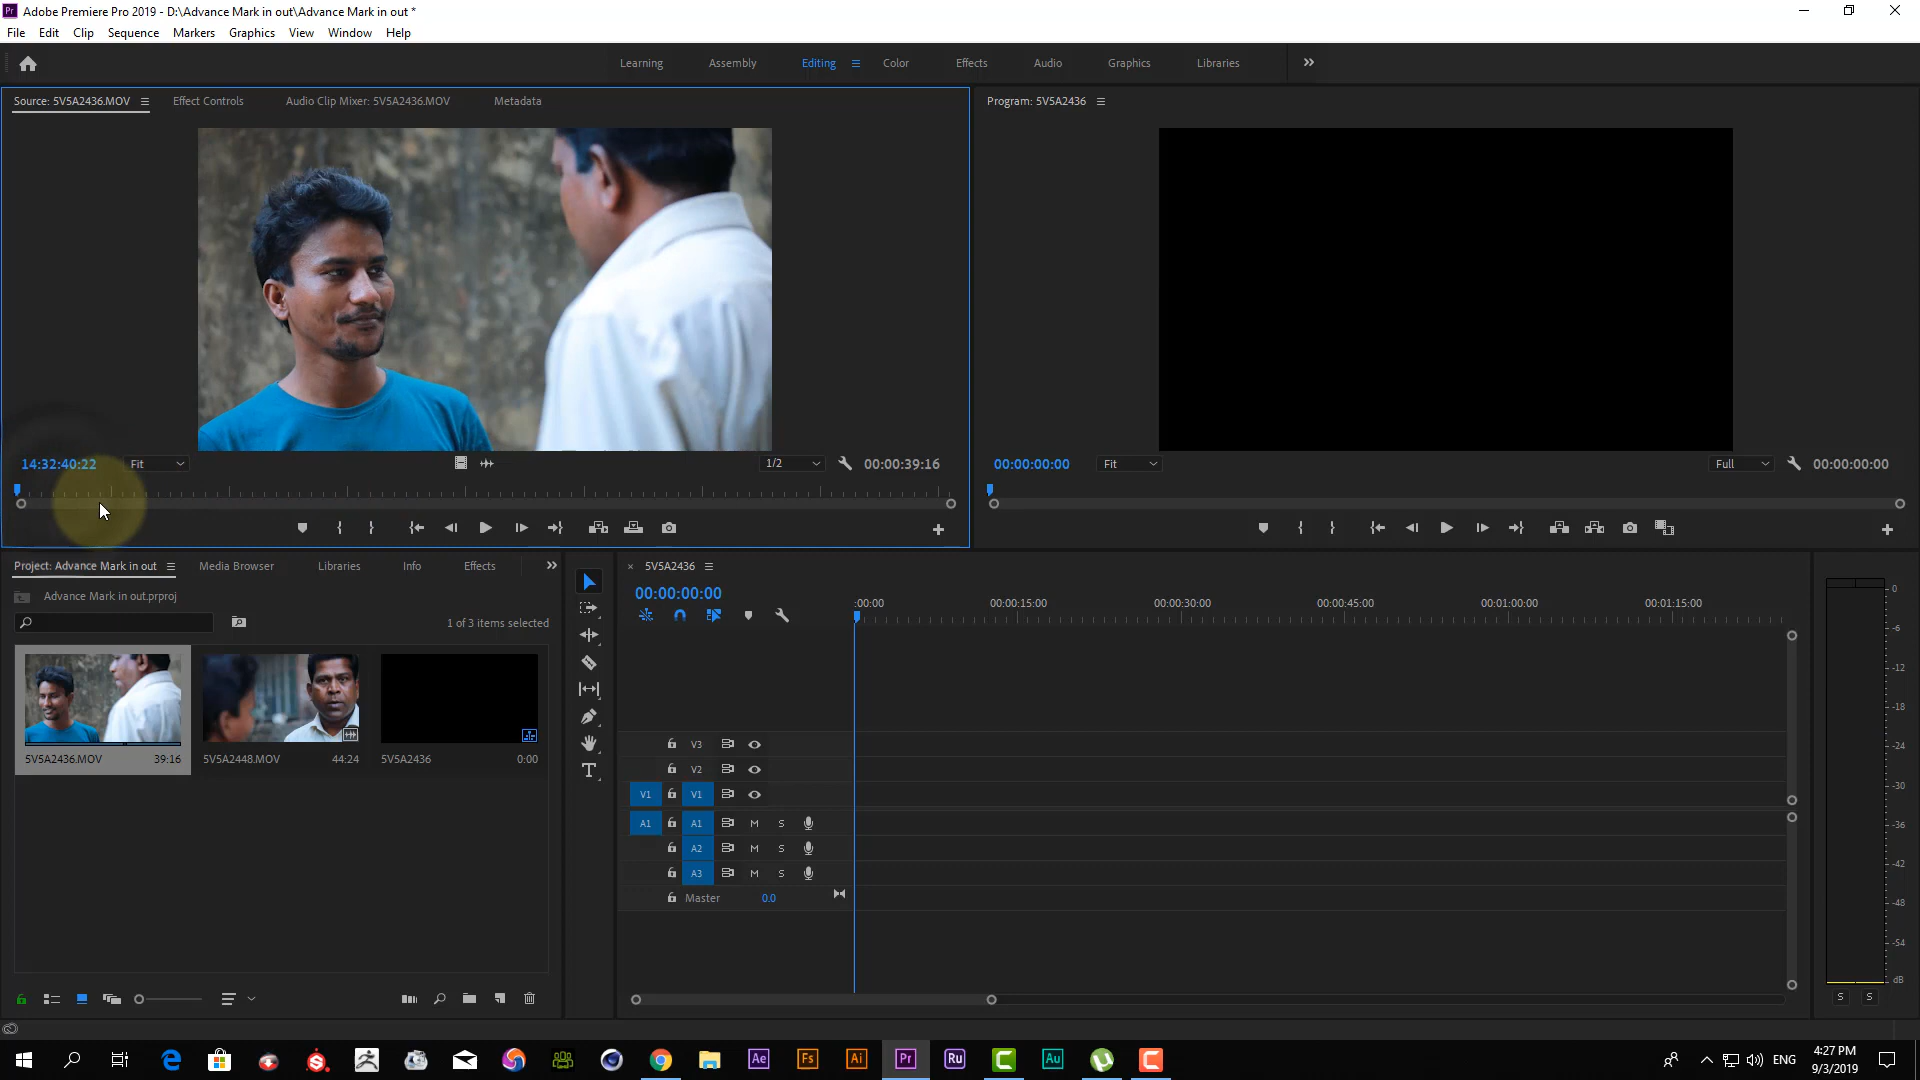 Pr Adobe Premiere Pro 2019 - D:\Advance Mark in out\Advance Mark in out *
File Edit Clip Sequence Markers Graphics View Window Help
Learning Assembly Editing Color Effects Audio Graphics Libraries
Source: 5V5A2436.MOV Effect Controls Audio Clip Mixer: 5V5A2436.MOV Metadata
Program: 5V5A2436
14:32:40:22 Fit 1/2 00:00:39:16
00:00:00:00 Fit Full 00:00:00:00
Project: Advance Mark in out Media Browser Libraries Info Effects
Advance Mark in out.prproj
1 of 3 items selected
5V5A2436.MOV 39:16
5V5A2448.MOV 44:24
5V5A2436 0:00
5V5A2436
00:00:00:00
:00:00 00:00:15:00 00:00:30:00 00:00:45:00 00:01:00:00 00:01:15:00
V3
V2
V1 V1
A1 A1 M S
A2 M S
A3 M S
Master 0.0
0
-6
-12
-18
-24
-30
-36
-42
-48
-54
dB
S S
Ae Fs Ai Pr Ru Au
ENG
4:27 PM
9/3/2019